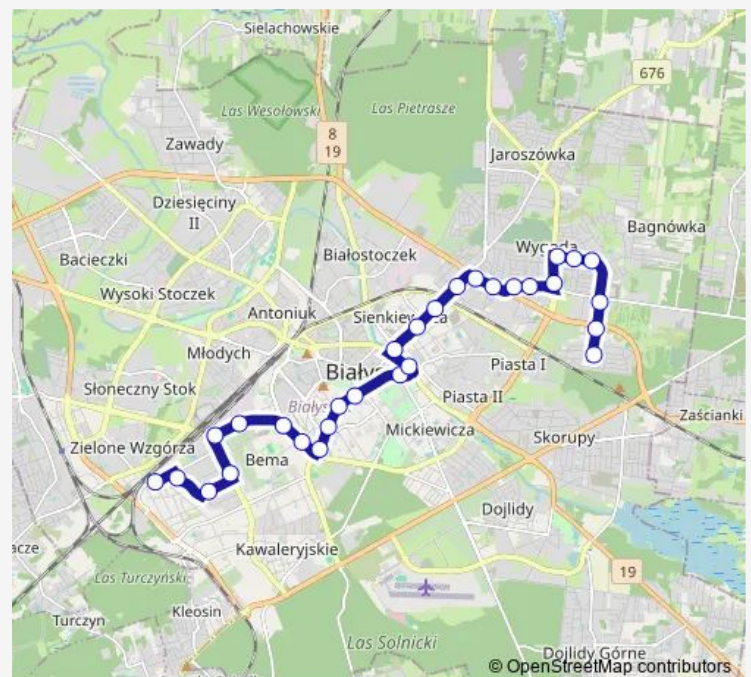 Sielachowskie
676
Las Wesołowski
Las Pietrasze
8
19
Zawady
Jaroszówka
Dziesięciny
II
Bagnówka
Wygoda
Białostoczek
Bacieczki
Wysoki Stoczek
Antoniuk
Młodych
Piasta I
Słoneczny Stok
Piasta II
Zaścianki
Mickiewicza
Skorupy
Zielone Wzgórza
Bema
Dojlidy
Kawaleryjskie
19
Las Turczyński
Kleosin
Turczyn
Las Solnicki
Dojlidy Górne
© OpenStreetMap contributors